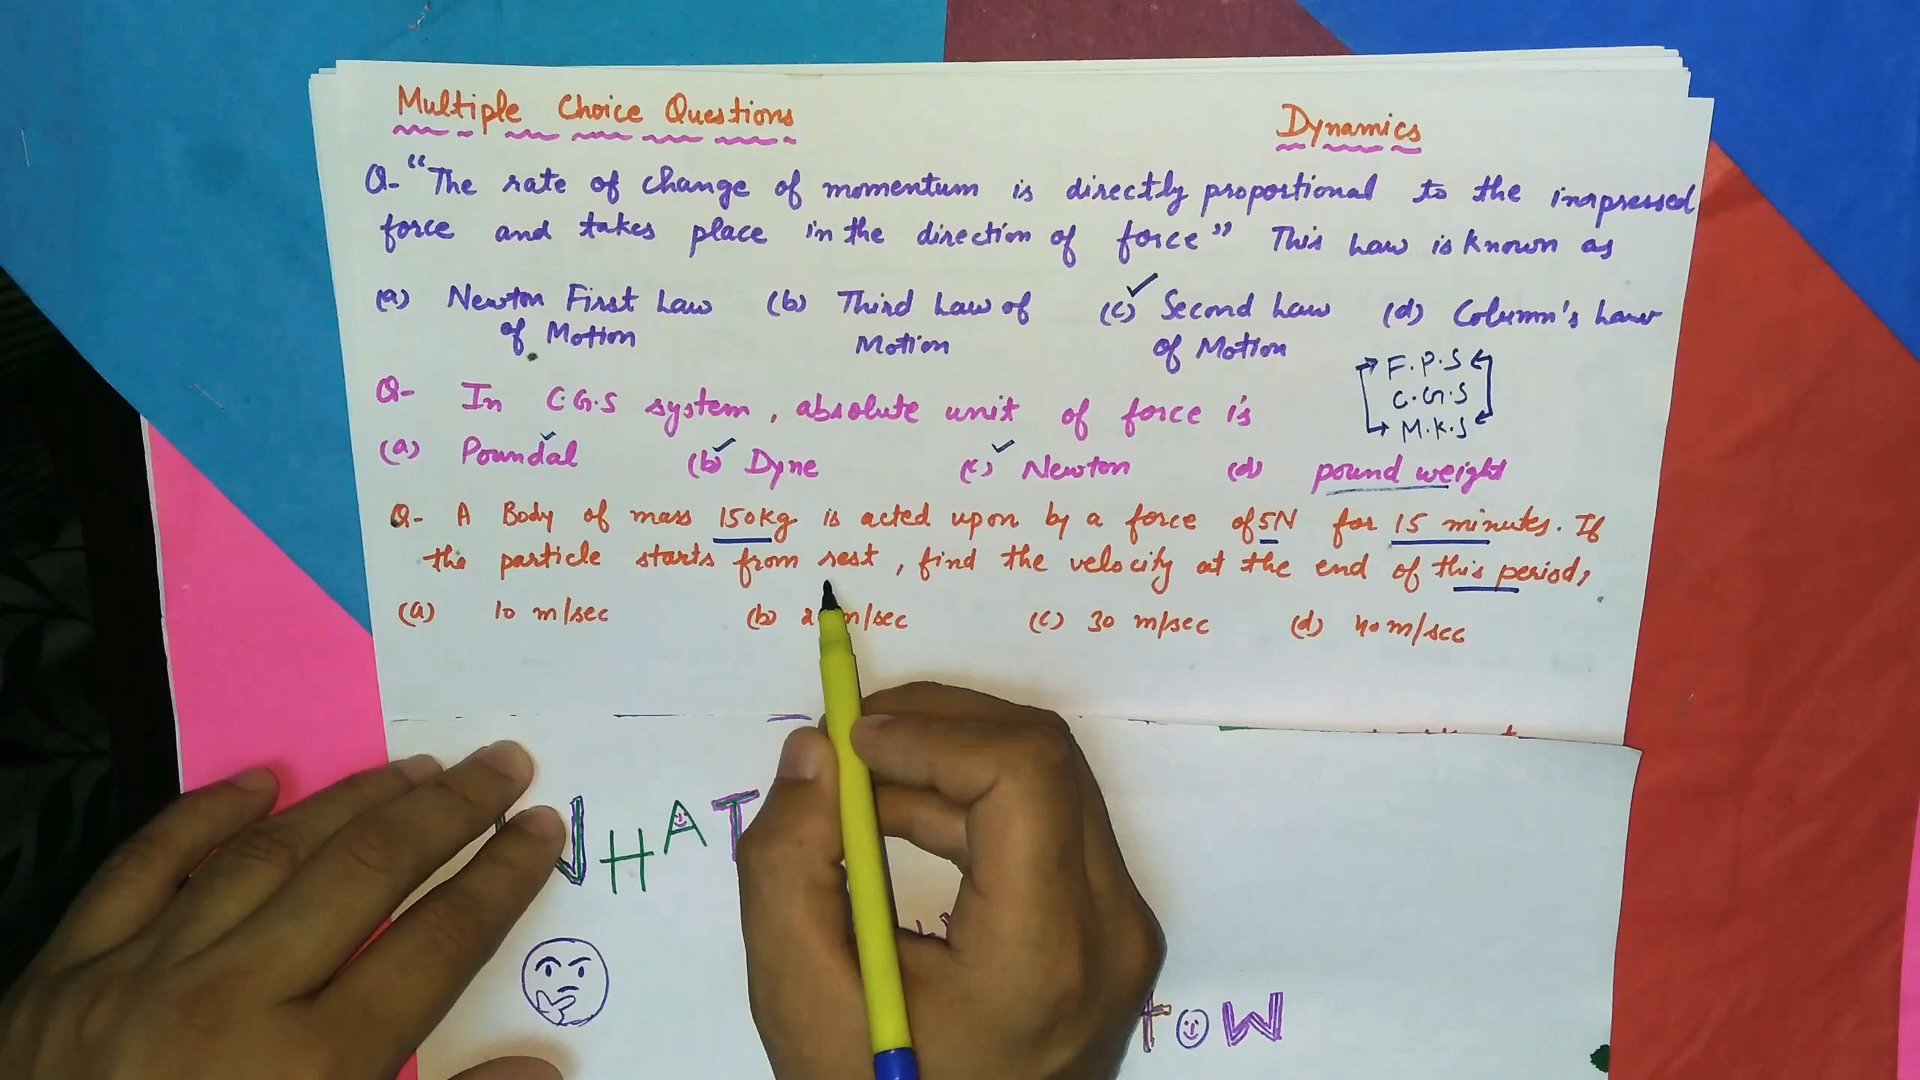 Multiple Choice Questions
Dynamics
Q- "The rate of change of momentum is directly proportional to the impressed
force and takes place in the direction of force" This Law is known as
(a) Newton First Law of Motion (b) Third Law of Motion (c) Second Law of Motion (d) Column's Law
F.P.S
C.G.S
M.K.S
Q- In C.G.S system, absolute unit of force is
(a) Poundal (b) Dyne (c) Newton (d) pound weight
Q- A Body of mass 150kg is acted upon by a force of 5N for 15 minutes. If
the particle starts from rest, find the velocity at the end of this period,
(a) 10 m/sec (b) m/sec (c) 30 m/sec (d) 40 m/sec
WHAT
HOW